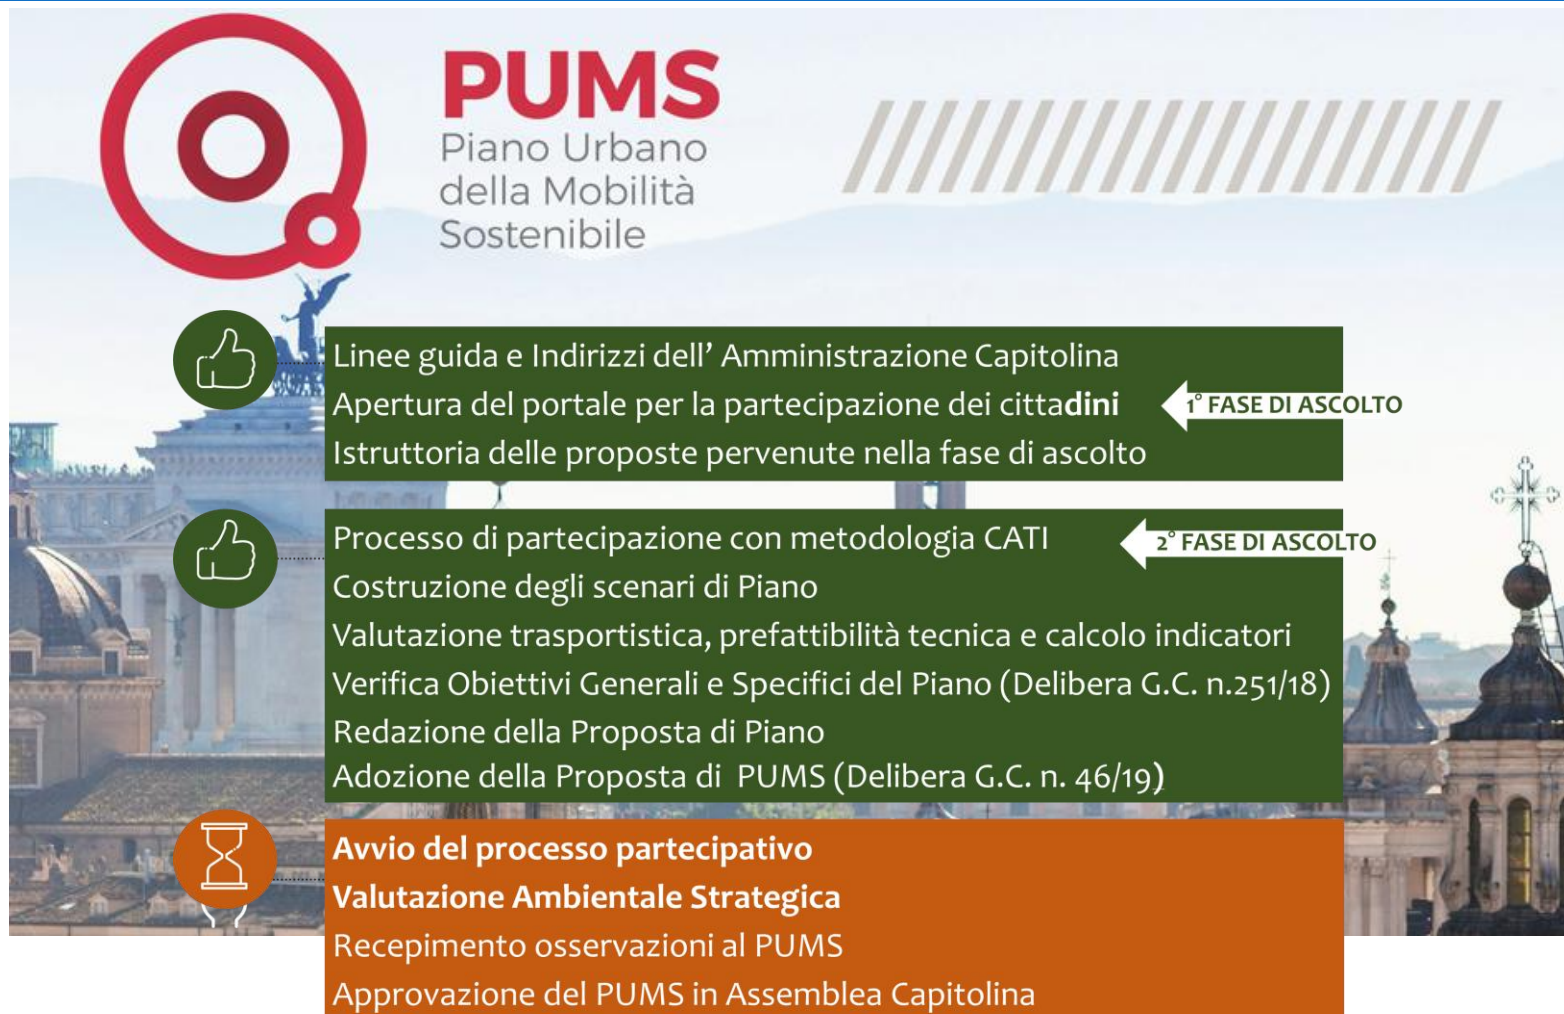 PUMS
Piano Urbano
della Mobilità
Sostenibile
Linee guida e Indirizzi dell’ Amministrazione Capitolina
Apertura del portale per la partecipazione dei cittadini
1° FASE DI ASCOLTO
Istruttoria delle proposte pervenute nella fase di ascolto
Processo di partecipazione con metodologia CATI
2° FASE DI ASCOLTO
Costruzione degli scenari di Piano
Valutazione trasportistica, prefattibilità tecnica e calcolo indicatori
Verifica Obiettivi Generali e Specifici del Piano (Delibera G.C. n.251/18)
Redazione della Proposta di Piano
Adozione della Proposta di  PUMS (Delibera G.C. n. 46/19)
Avvio del processo partecipativo
Valutazione Ambientale Strategica
Recepimento osservazioni al PUMS
Approvazione del PUMS in Assemblea Capitolina